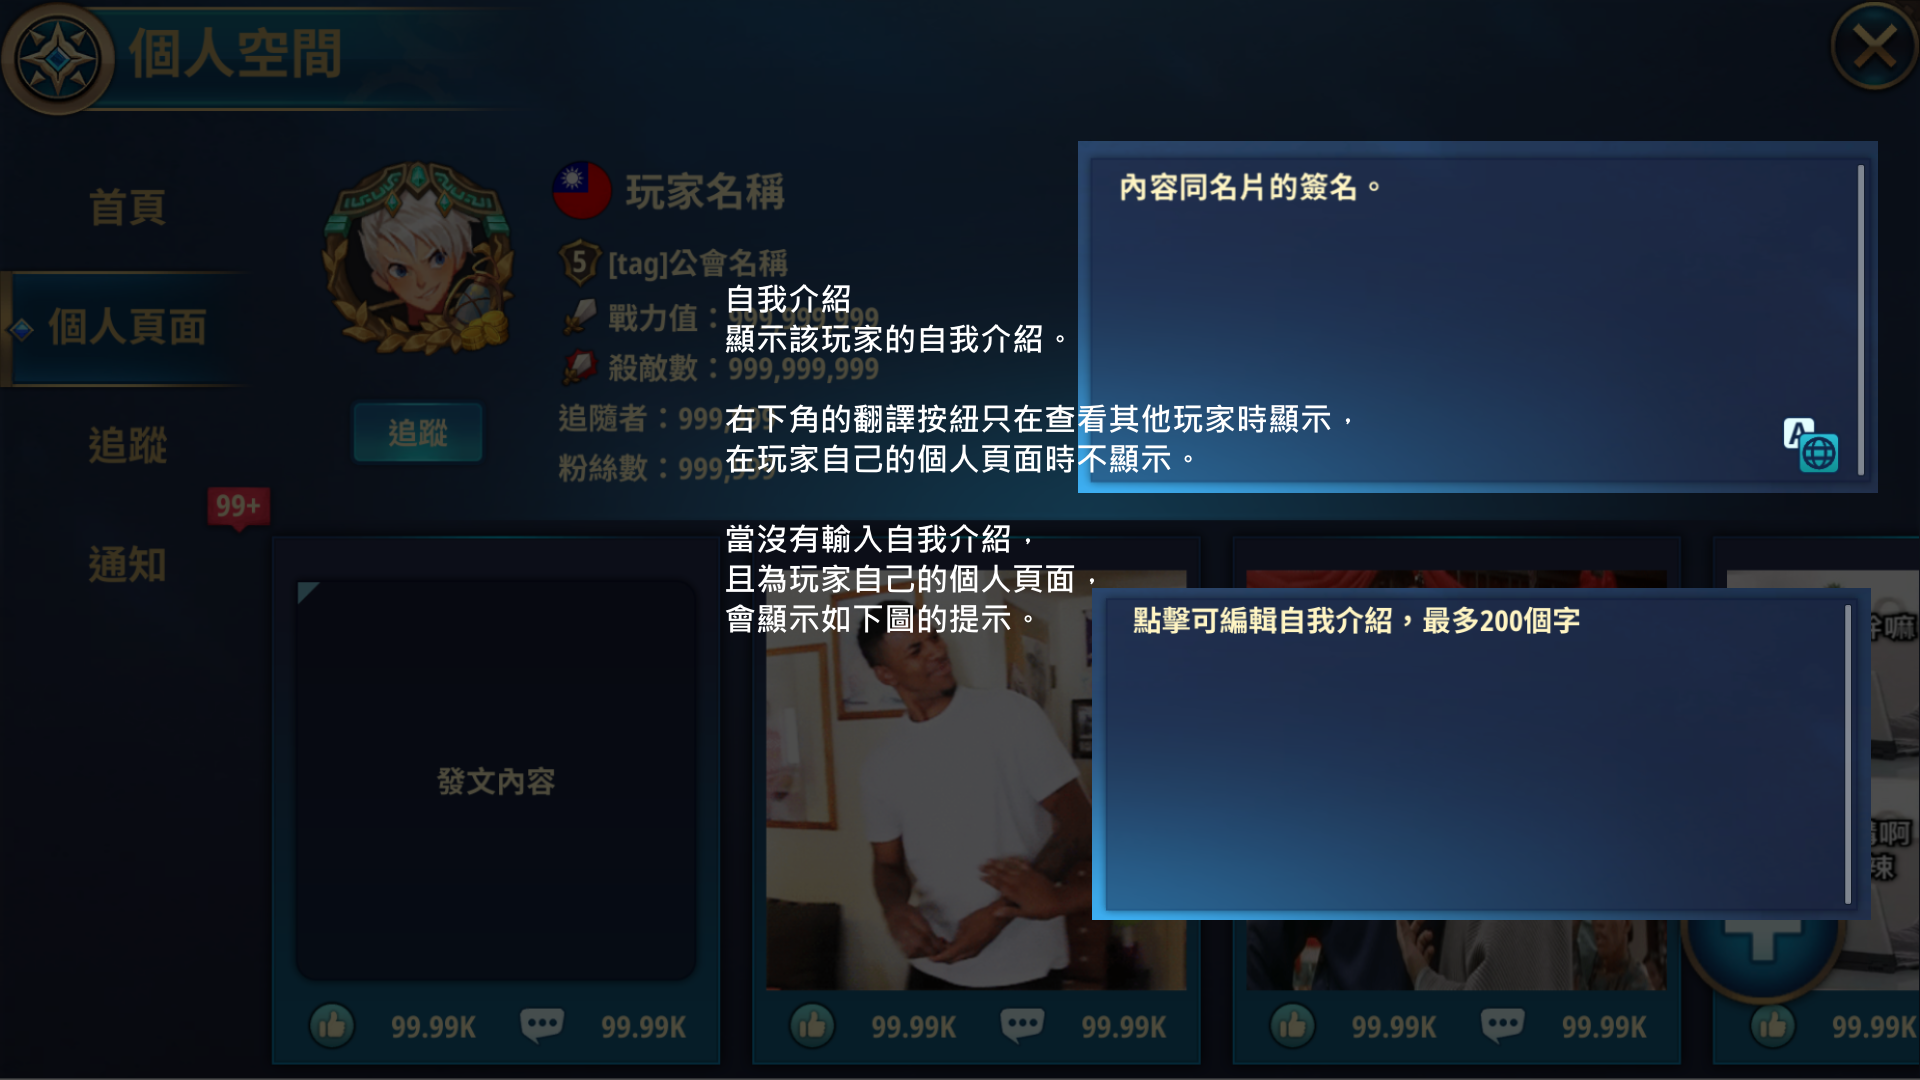 個人空間
首頁
個人頁面
追蹤
99+
通知
玩家名稱
5
[tag]公會名稱
戰力值：999,999,999
殺敵數：999,999,999
追隨者：999,999
粉絲數：999,999
追蹤
自我介紹
顯示該玩家的自我介紹。
右下角的翻譯按紐只在查看其他玩家時顯示，
在玩家自己的個人頁面時不顯示。
當沒有輸入自我介紹，
且為玩家自己的個人頁面，
會顯示如下圖的提示。
內容同名片的簽名。
A
點擊可編輯自我介紹，最多200個字
發文內容
嘛
啊
辣
99.99K
99.99K
99.99K
99.99K
99.99K
99.99K
99.99K